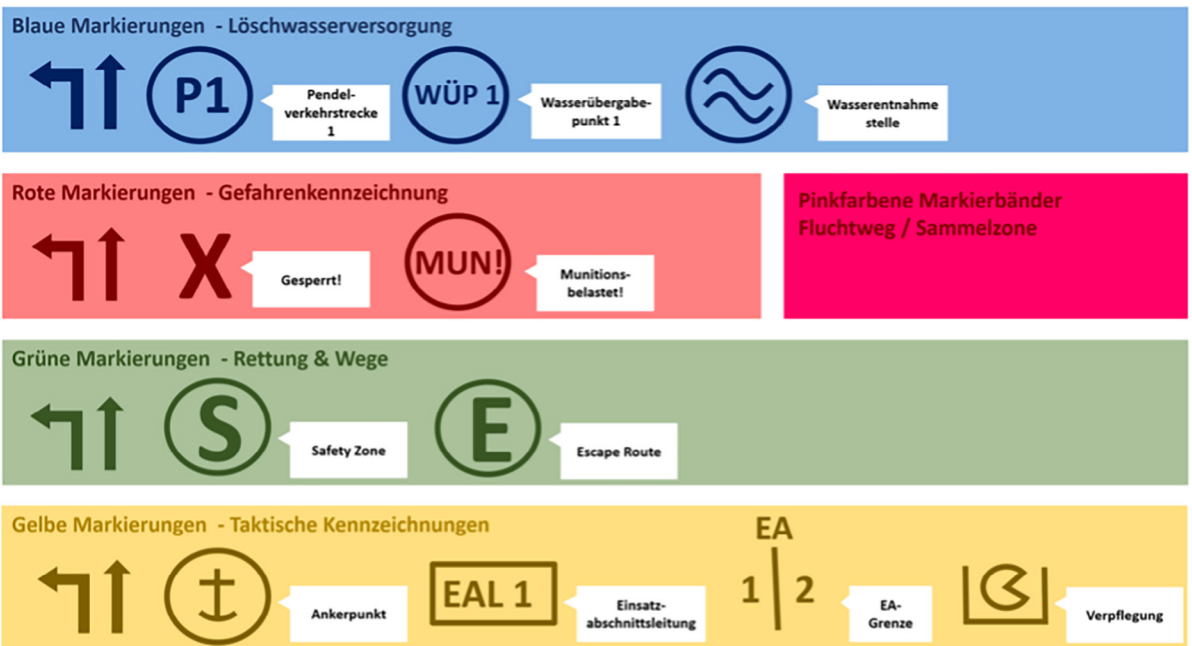 Blaue Markierungen - Löschwasserversorgung
P1
Pendel-
verkehrstrecke
1
WÜP 1
Wasserübergabe-
punkt 1
Wasserentnahme
stelle
Rote Markierungen - Gefahrenkennzeichnung
X
Gesperrt!
MUN!
Munitions-
belastet!
Pinkfarbene Markierbänder
Fluchtweg / Sammelzone
Grüne Markierungen - Rettung & Wege
S
Safety Zone
E
Escape Route
Gelbe Markierungen - Taktische Kennzeichnungen
Ankerpunkt
EAL 1
Einsatz-
abschnittsleitung
EA
1 2
EA-
Grenze
Verpflegung